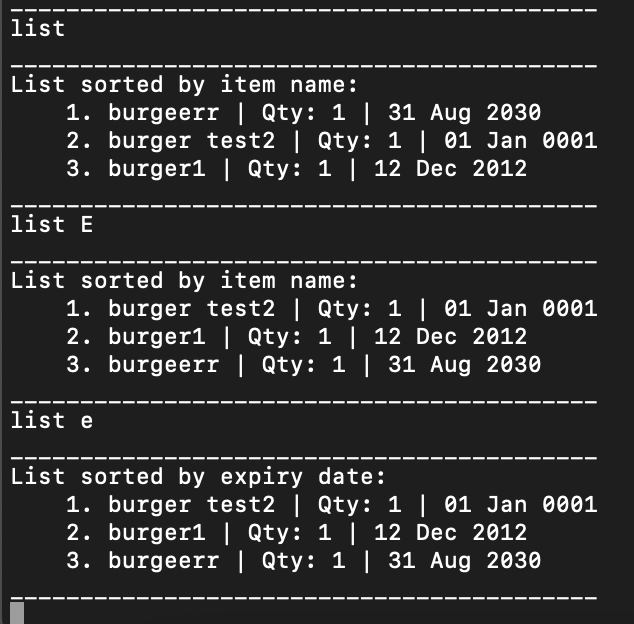 list
List sorted by item name:
1. burgeerr | Qty: 1 | 31 Aug 2030
2. burger test2 | Qty: 1 | 01 Jan 0001
3. burger1 | Qty: 1 | 12 Dec 2012
list E
List sorted by item name:
1. burger test2 | Qty: 1 | 01 Jan 0001
2. burger1 | Qty: 1 | 12 Dec 2012
3. burgeerr | Qty: 1 | 31 Aug 2030
list e
List sorted by expiry date:
1. burger test2 | Qty: 1 | 01 Jan 0001
2. burger1 | Qty: 1 | 12 Dec 2012
3. burgeerr | Qty: 1 | 31 Aug 2030